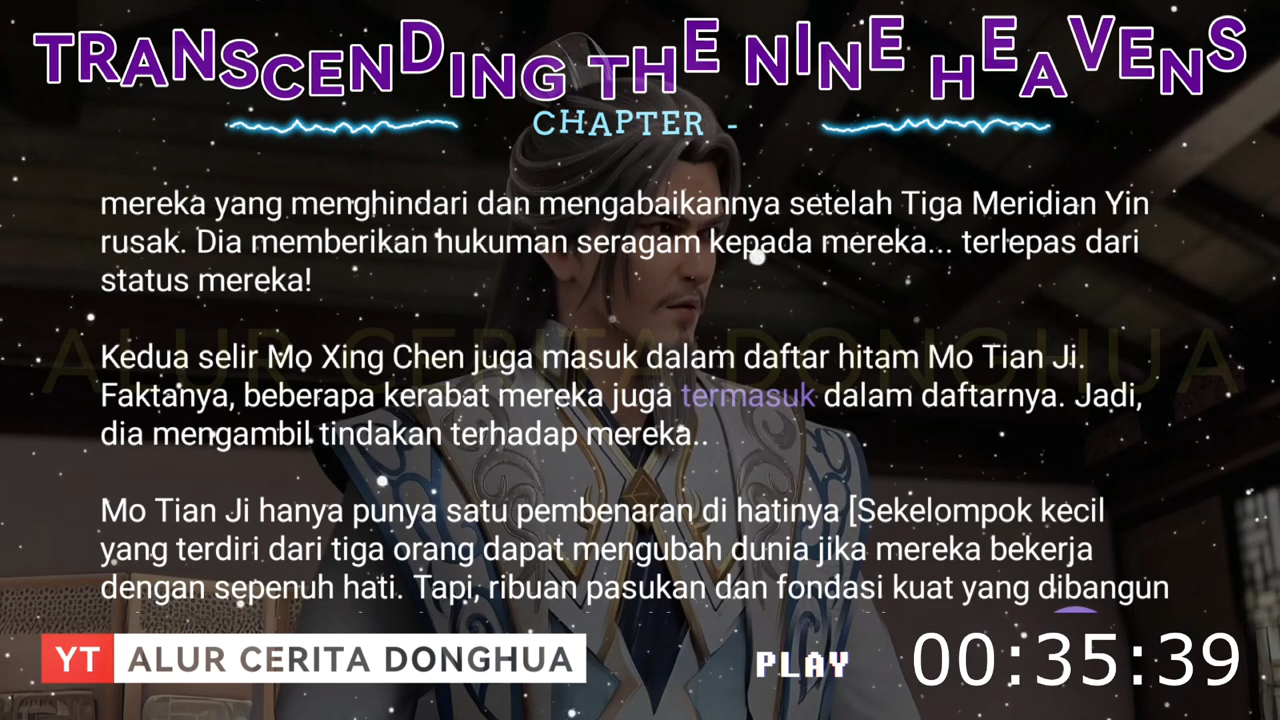 TRANSCENDING THE NINE HEAVENS
CHAPTER -
mereka yang menghindari dan mengabaikannya setelah Tiga Meridian Yin
rusak. Dia memberikan hukuman seragam kepada mereka... terlepas dari
status mereka!
Kedua selir Mo Xing Chen juga masuk dalam daftar hitam Mo Tian Ji.
Faktanya, beberapa kerabat mereka juga termasuk dalam daftarnya. Jadi,
dia mengambil tindakan terhadap mereka..
Mo Tian Ji hanya punya satu pembenaran di hatinya [Sekelompok kecil
yang terdiri dari tiga orang dapat mengubah dunia jika mereka bekerja
dengan sepenuh hati. Tapi, ribuan pasukan dan fondasi kuat yang dibangun
ALUR CERITA DONGHUA
YT ALUR CERITA DONGHUA
PLAY
00:35:39